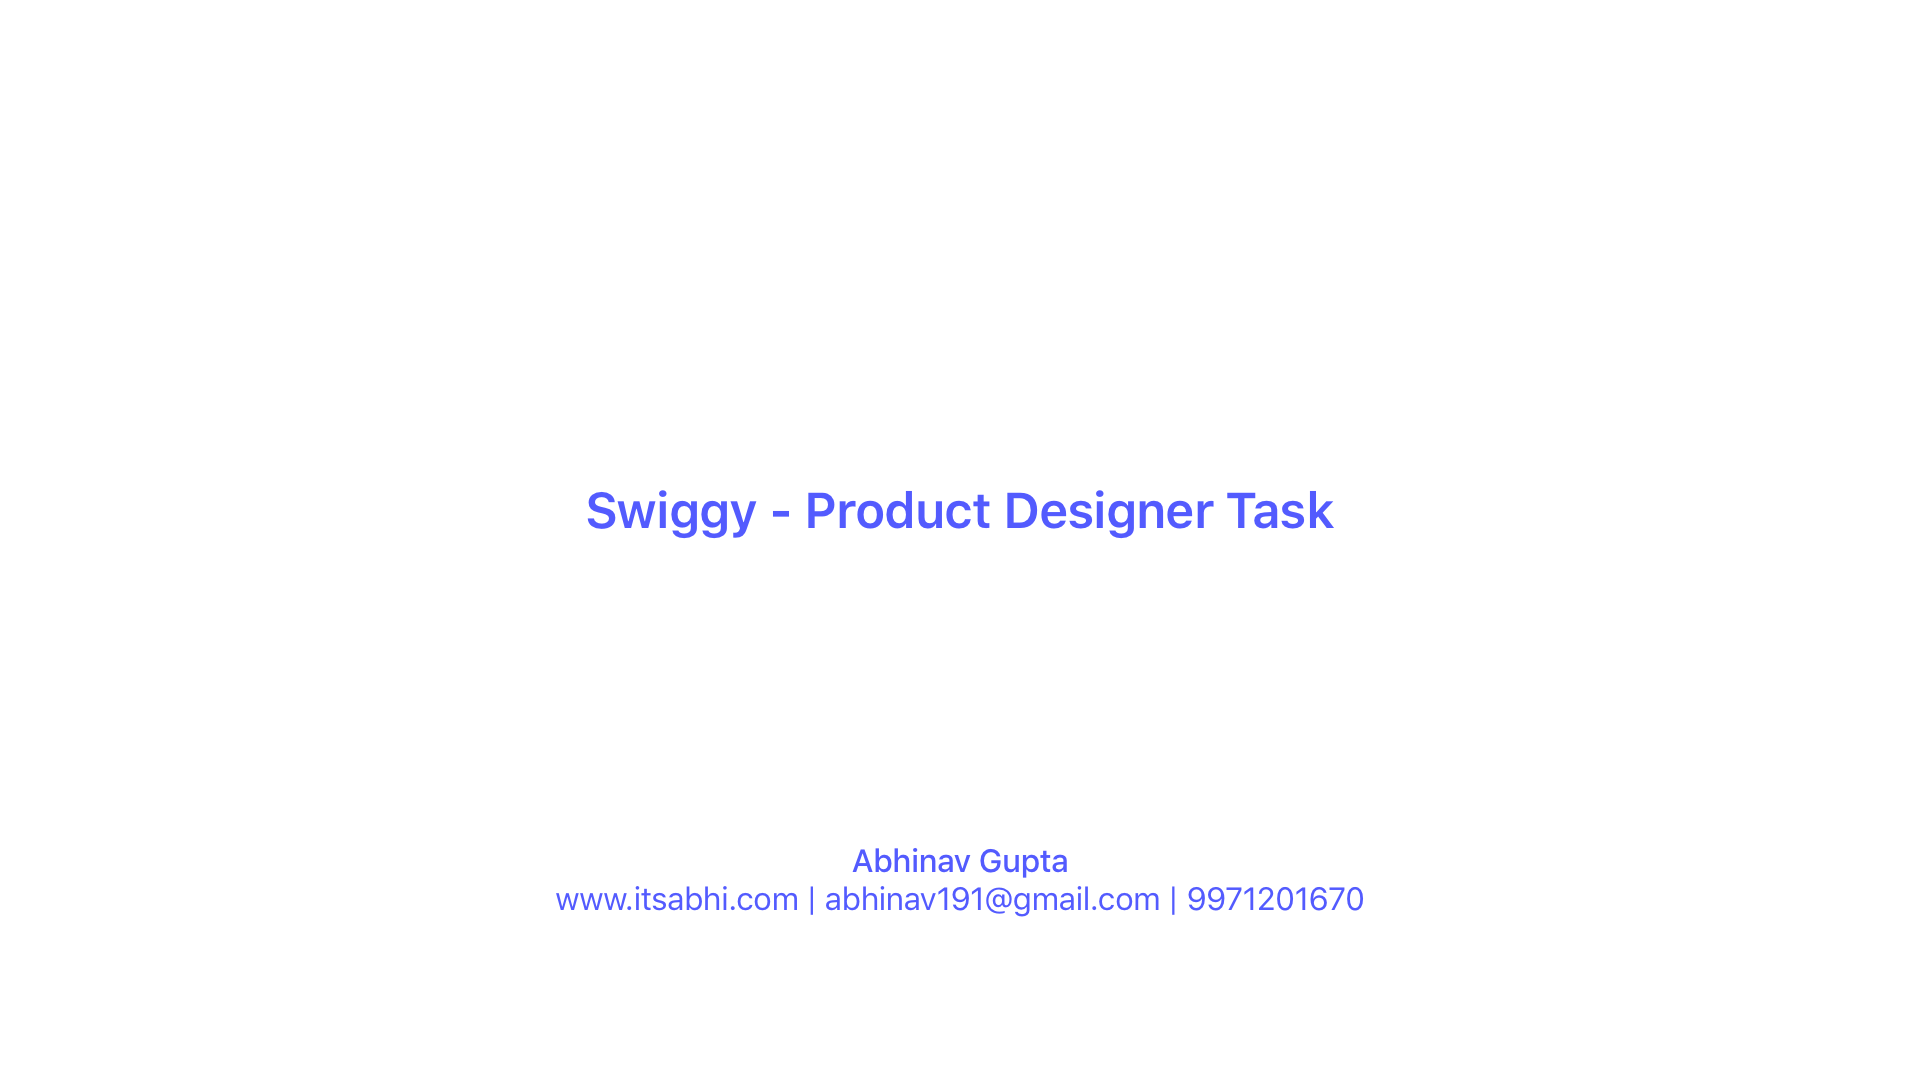 Swiggy - Product Designer Task
Abhinav Gupta
www.itsabhi.com | abhinav191@gmail.com | 9971201670